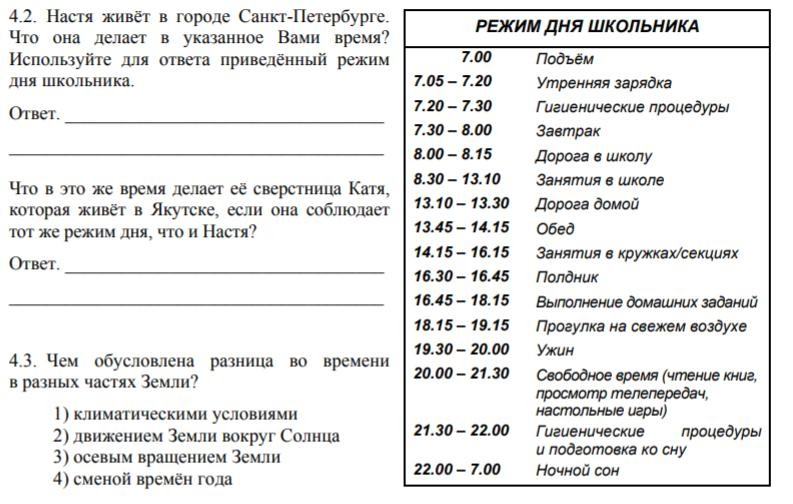 4.2. Настя живёт в городе Санкт-Петербурге.
Что она делает в указанное Вами время?
Используйте для ответа приведённый режим
дня школьника.
Ответ. ______________________________________
_____________________________________________
Что в это же время делает её сверстница Катя,
которая живёт в Якутске, если она соблюдает
тот же режим дня, что и Настя?
Ответ. ______________________________________
_____________________________________________
4.3. Чем обусловлена разница во времени
в разных частях Земли?
1) климатическими условиями
2) движением Земли вокруг Солнца
3) осевым вращением Земли
4) сменой времён года
РЕЖИМ ДНЯ ШКОЛЬНИКА
7.00 Подъём
7.05 – 7.20 Утренняя зарядка
7.20 – 7.30 Гигиенические процедуры
7.30 – 8.00 Завтрак
8.00 – 8.15 Дорога в школу
8.30 – 13.10 Занятия в школе
13.10 – 13.30 Дорога домой
13.45 – 14.15 Обед
14.15 – 16.15 Занятия в кружках/секциях
16.30 – 16.45 Полдник
16.45 – 18.15 Выполнение домашних заданий
18.15 – 19.15 Прогулка на свежем воздухе
19.30 – 20.00 Ужин
20.00 – 21.30 Свободное время (чтение книг,
просмотр телепередач,
настольные игры)
21.30 – 22.00 Гигиенические процедуры
и подготовка ко сну
22.00 – 7.00 Ночной сон